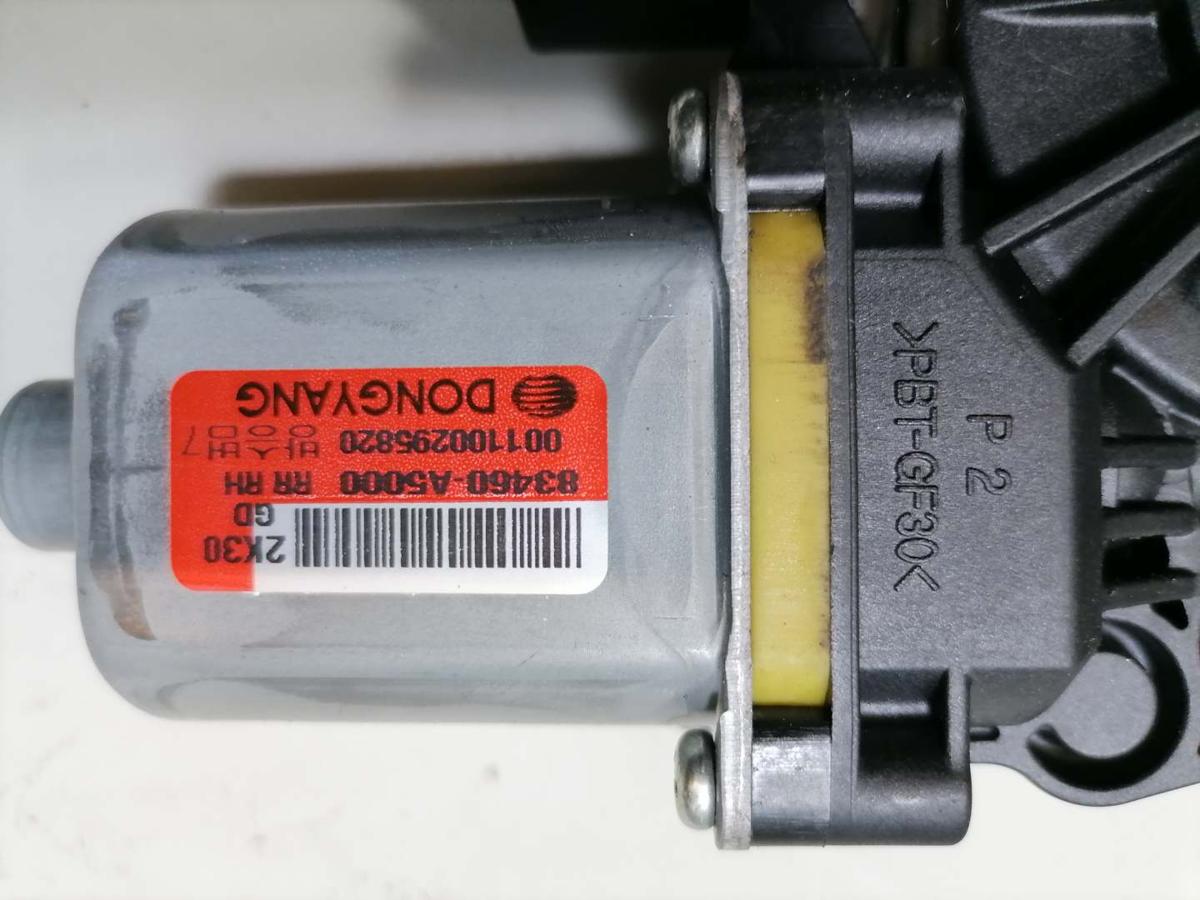 2K30
GD
83460-A5000 RR RH
001100295820
DONGYANG
>PBT-GF30<
P 2